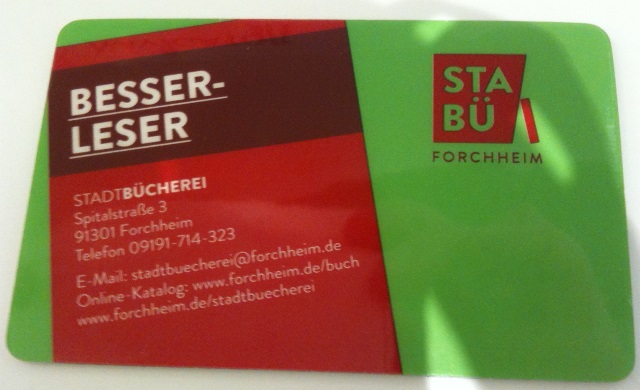 BESSER-
LESER
STADTBÜCHEREI
Spitalstraße 3
91301 Forchheim
Telefon 09191-714-323
E-Mail: stadtbuecherei@forchheim.de
Online-Katalog: www.forchheim.de/buch
www.forchheim.de/stadtbuecherei
STA
BÜ
FORCHHEIM